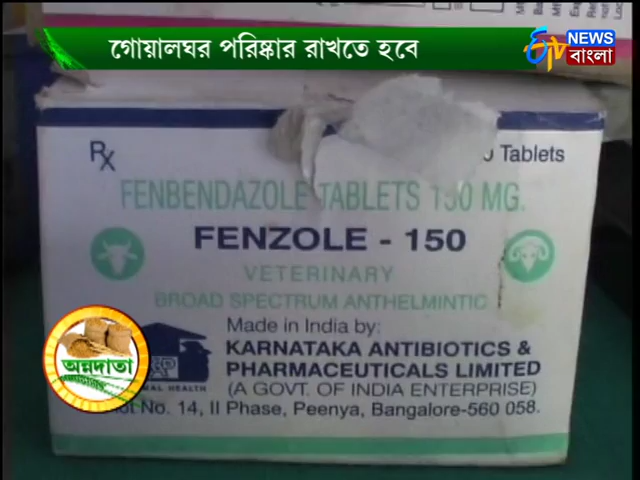 গোয়ালঘর পরিষ্কার রাখতে হবে
ETV NEWS
বাংলা
Rx
Tablets
FENBENDAZOLE TABLETS 150 MG.
FENZOLE - 150
VETERINARY
BROAD SPECTRUM ANTHELMINTIC
Made in India by:
KARNATAKA ANTIBIOTICS &
PHARMACEUTICALS LIMITED
(A GOVT. OF INDIA ENTERPRISE)
No. 14, II Phase, Peenya, Bangalore-560 058.
HEALTH
অন্নদাতা